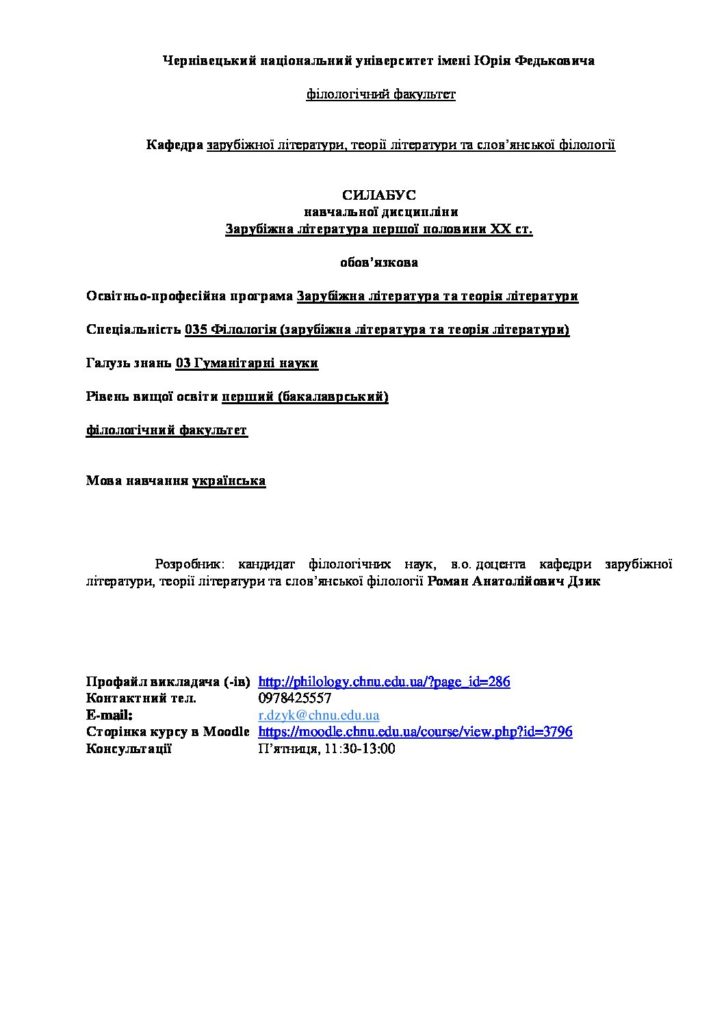 Чернівецький національний університет імені Юрія Федьковича
філологічний факультет
Кафедра зарубіжної літератури, теорії літератури та слов’янської філології
СИЛАБУС
навчальної дисципліни
Зарубіжна література першої половини ХХ ст.
обов’язкова
Освітньо-професійна програма Зарубіжна література та теорія літератури
Спеціальність 035 Філологія (зарубіжна література та теорія літератури)
Галузь знань 03 Гуманітарні науки
Рівень вищої освіти перший (бакалаврський)
філологічний факультет
Мова навчання українська
Розробник: кандидат філологічних наук, в.о. доцента кафедри зарубіжної
літератури, теорії літератури та слов’янської філології Роман Анатолійович Дзик
Профайл викладача (-ів) http://philology.chnu.edu.ua/?page_id=286
Контактний тел. 0978425557
E-mail: r.dzyk@chnu.edu.ua
Сторінка курсу в Moodle https://moodle.chnu.edu.ua/course/view.php?id=3796
Консультації П’ятниця, 11:30-13:00